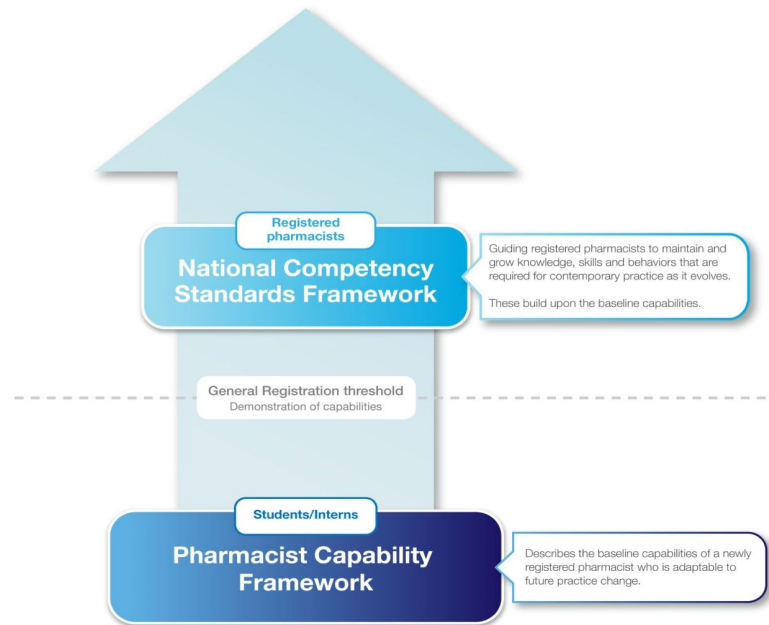 Registered
pharmacists
National Competency
Standards Framework
Guiding registered pharmacists to maintain and
grow knowledge, skills and behaviors that are
required for contemporary practice as it evolves.
These build upon the baseline capabilities.
General Registration threshold
Demonstration of capabilities
Students/Interns
Pharmacist Capability
Framework
Describes the baseline capabilities of a newly
registered pharmacist who is adaptable to
future practice change.